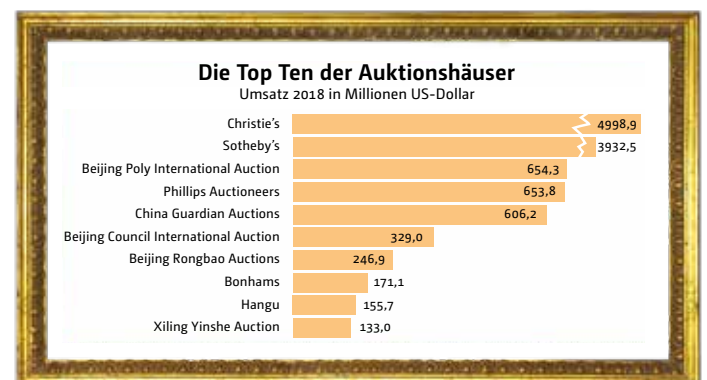 Die Top Ten der Auktionshäuser
Umsatz 2018 in Millionen US-Dollar
Christie's 4998,9
Sotheby's 3932,5
Beijing Poly International Auction 654,3
Phillips Auctioneers 653,8
China Guardian Auctions 606,2
Beijing Council International Auction 329,0
Beijing Rongbao Auctions 246,9
Bonhams 171,1
Hangu 155,7
Xiling Yinshe Auction 133,0